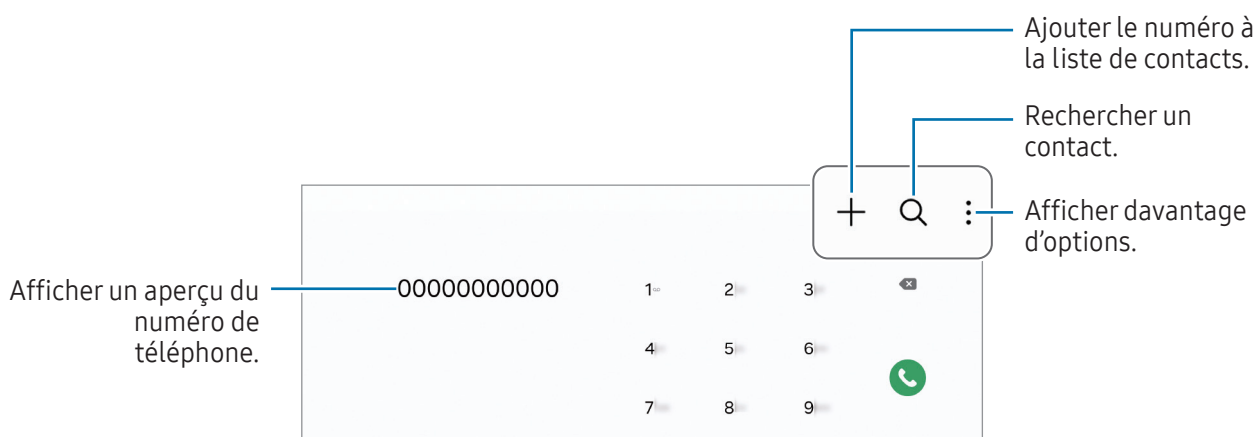 Ajouter le numéro à
la liste de contacts.
Rechercher un
contact.
Afficher davantage
d'options.
Afficher un aperçu du
numéro de
téléphone.
00000000000
1 2 3
4 5 6
7 8 9